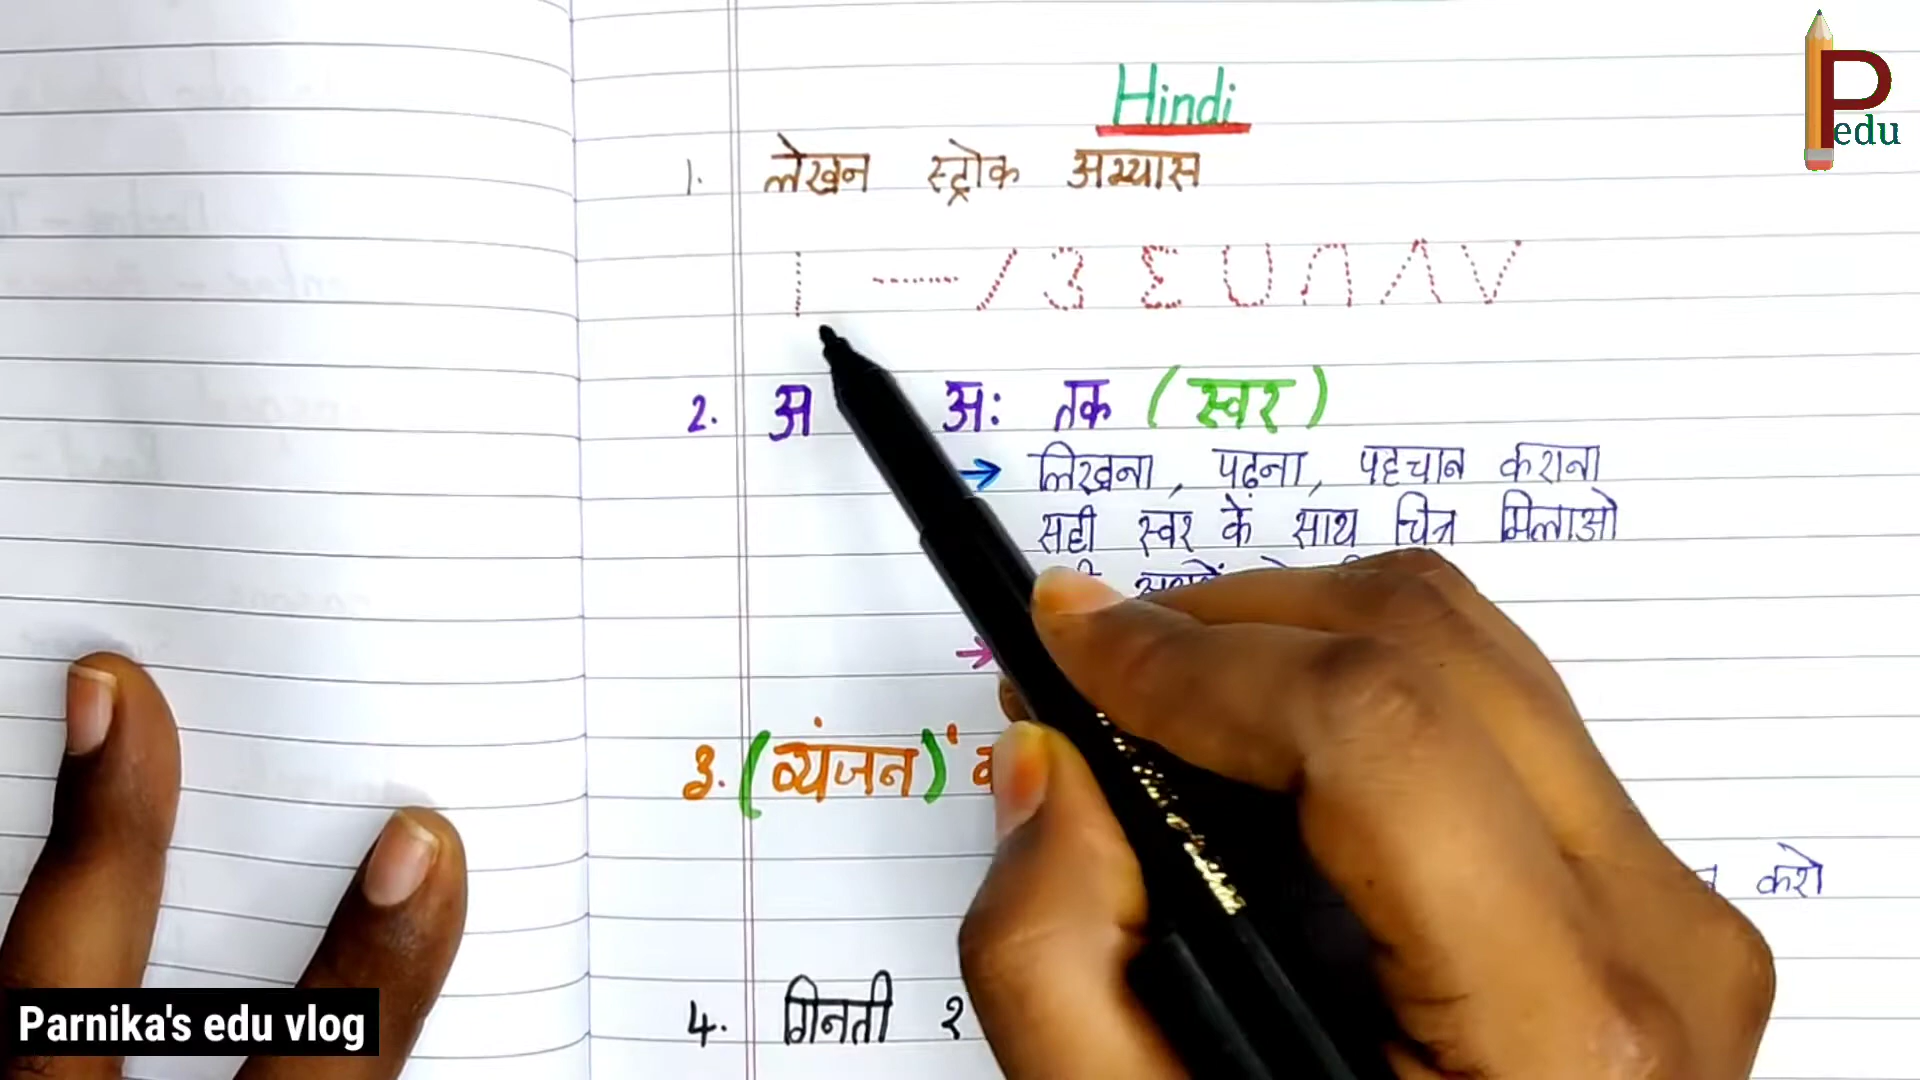 Hindi
1. लेखन स्ट्रोक अभ्यास
2. अ अः तक (स्वर)
→ लिखना, पढ़ना, पहचान कराना
सही स्वर के साथ चित्र मिलाओ
→
3. (व्यंजन)
करो
4. गिनती १
P
edu
Parnika's edu vlog